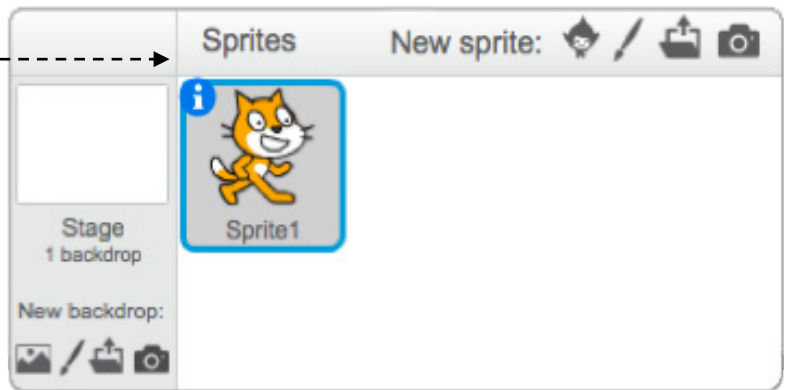 Sprites New sprite:
Sprite1
Stage
1 backdrop
New backdrop: